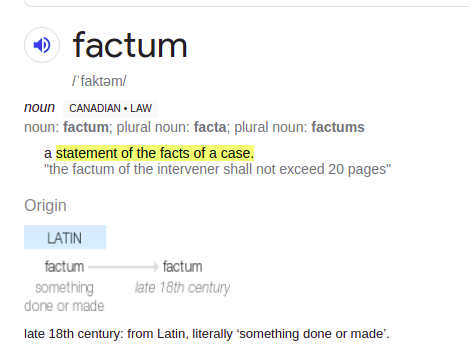 factum
/ˈfaktəm/
noun CANADIAN • LAW
noun: factum; plural noun: facta; plural noun: factums
a statement of the facts of a case.
"the factum of the intervener shall not exceed 20 pages"
Origin
LATIN
factum factum
something late 18th century
done or made
late 18th century: from Latin, literally ‘something done or made’.